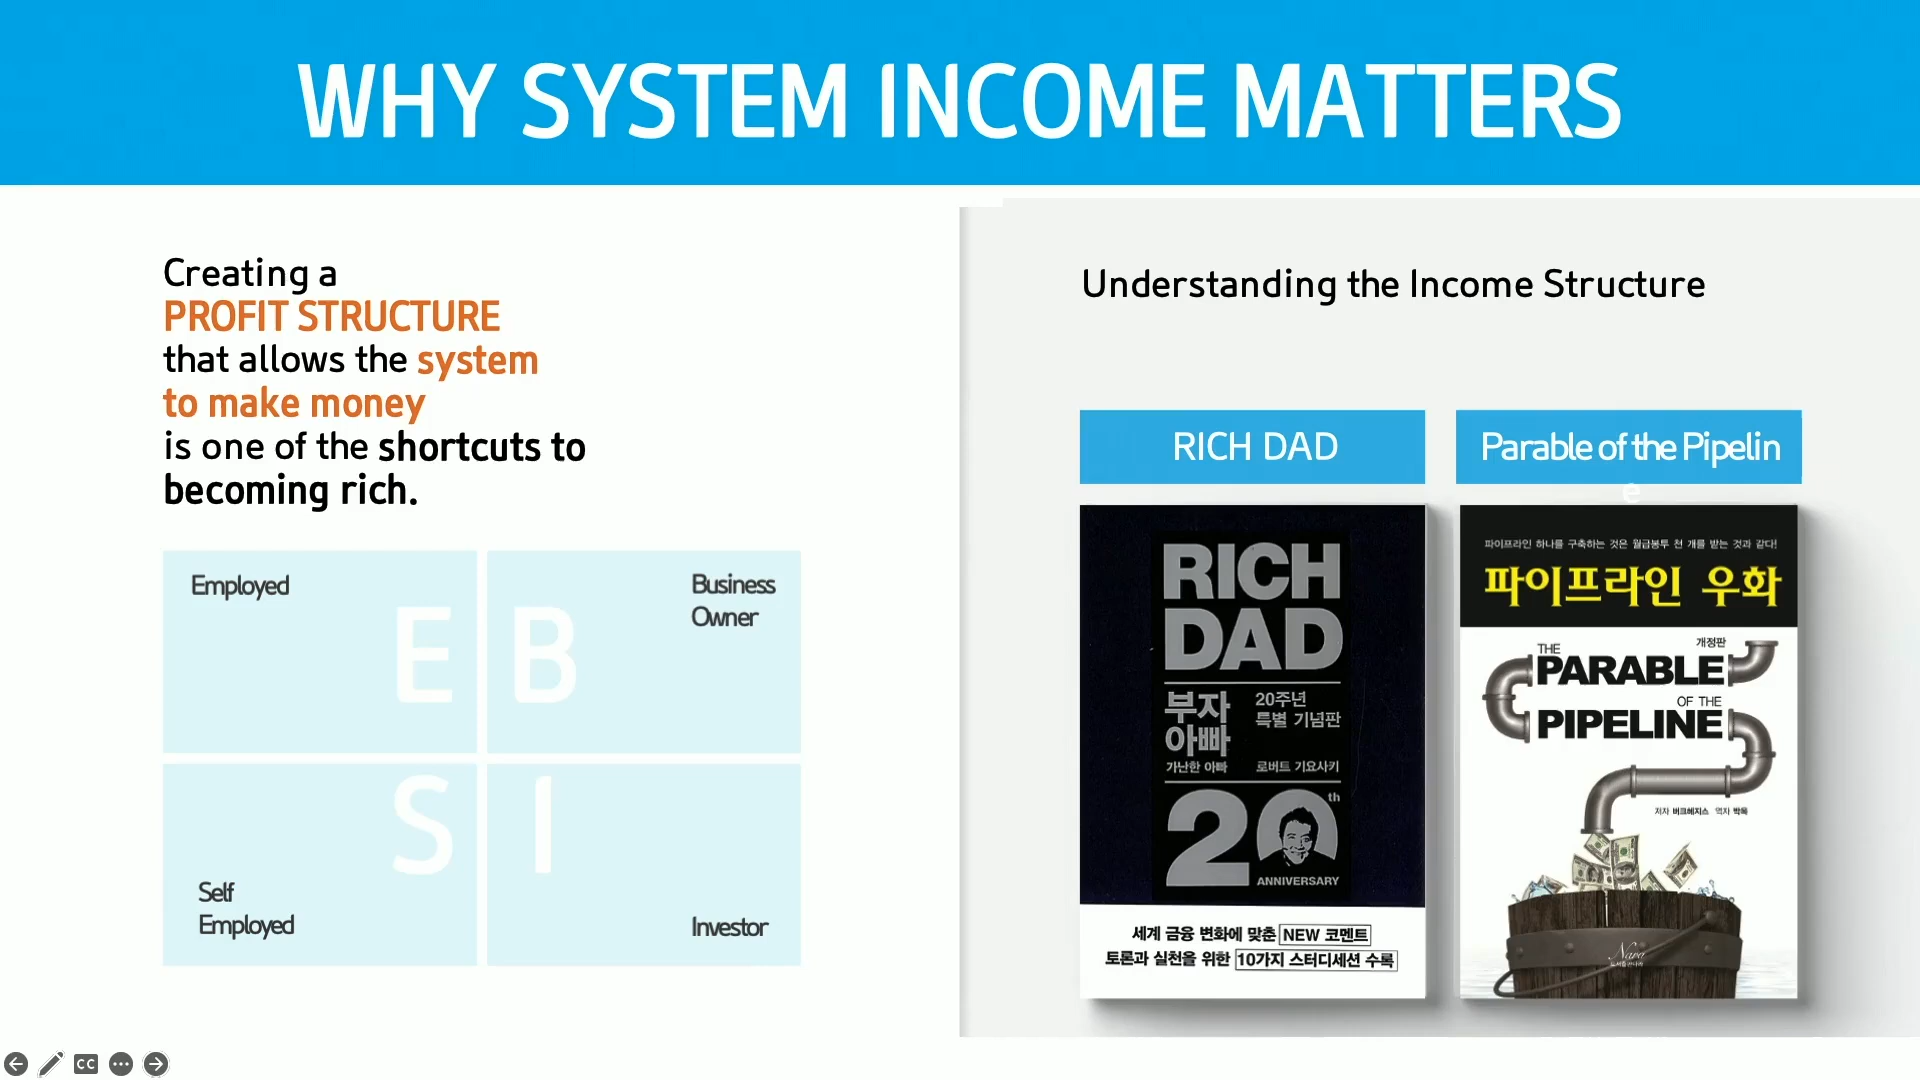 WHY SYSTEM INCOME MATTERS
Creating a
PROFIT STRUCTURE
that allows the system
to make money
is one of the shortcuts to
becoming rich.
Employed
E
B
Business
Owner
S
Self
Employed
I
Investor
Understanding the Income Structure
RICH DAD
RICH
DAD
부자
아빠
가난한 아빠
20주년
특별 기념판
로버트 기요사키
20th
ANNIVERSARY
세계 금융 변화에 맞춘 NEW 코멘트
토론과 실천을 위한 10가지 스터디세션 수록
Parable of the Pipelin
e
파이프라인 하나를 구축하는 것은 월급봉투 천 개를 받는 것과 같다!
파이프라인 우화
개정판
THE
PARABLE
OF THE
PIPELINE
저자 버크헤지스 역자 박옥
Nara
CC